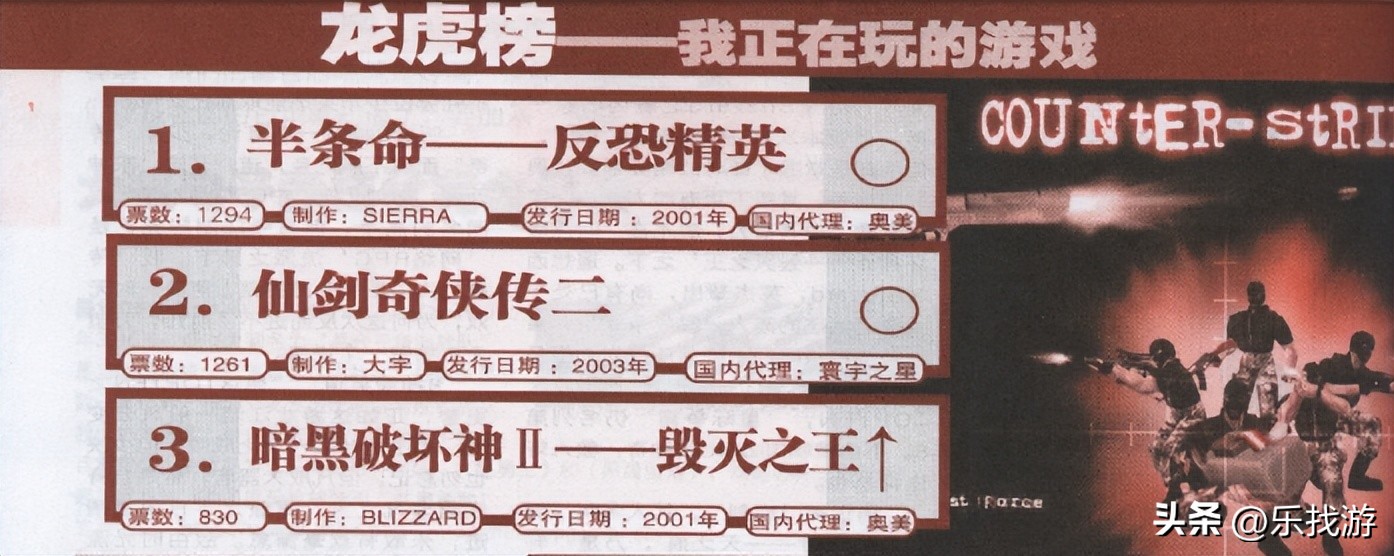 龙虎榜——我正在玩的游戏
COUNtER-StRI
1. 半条命——反恐精英 ○
票数：1294 制作：SIERRA 发行日期：2001年 国内代理：奥美
2. 仙剑奇侠传二 ○
票数：1261 制作：大宇 发行日期：2003年 国内代理：寰宇之星
3. 暗黑破坏神Ⅱ——毁灭之王↑
票数：830 制作：BLIZZARD 发行日期：2001年 国内代理：奥美
头条 @乐找游